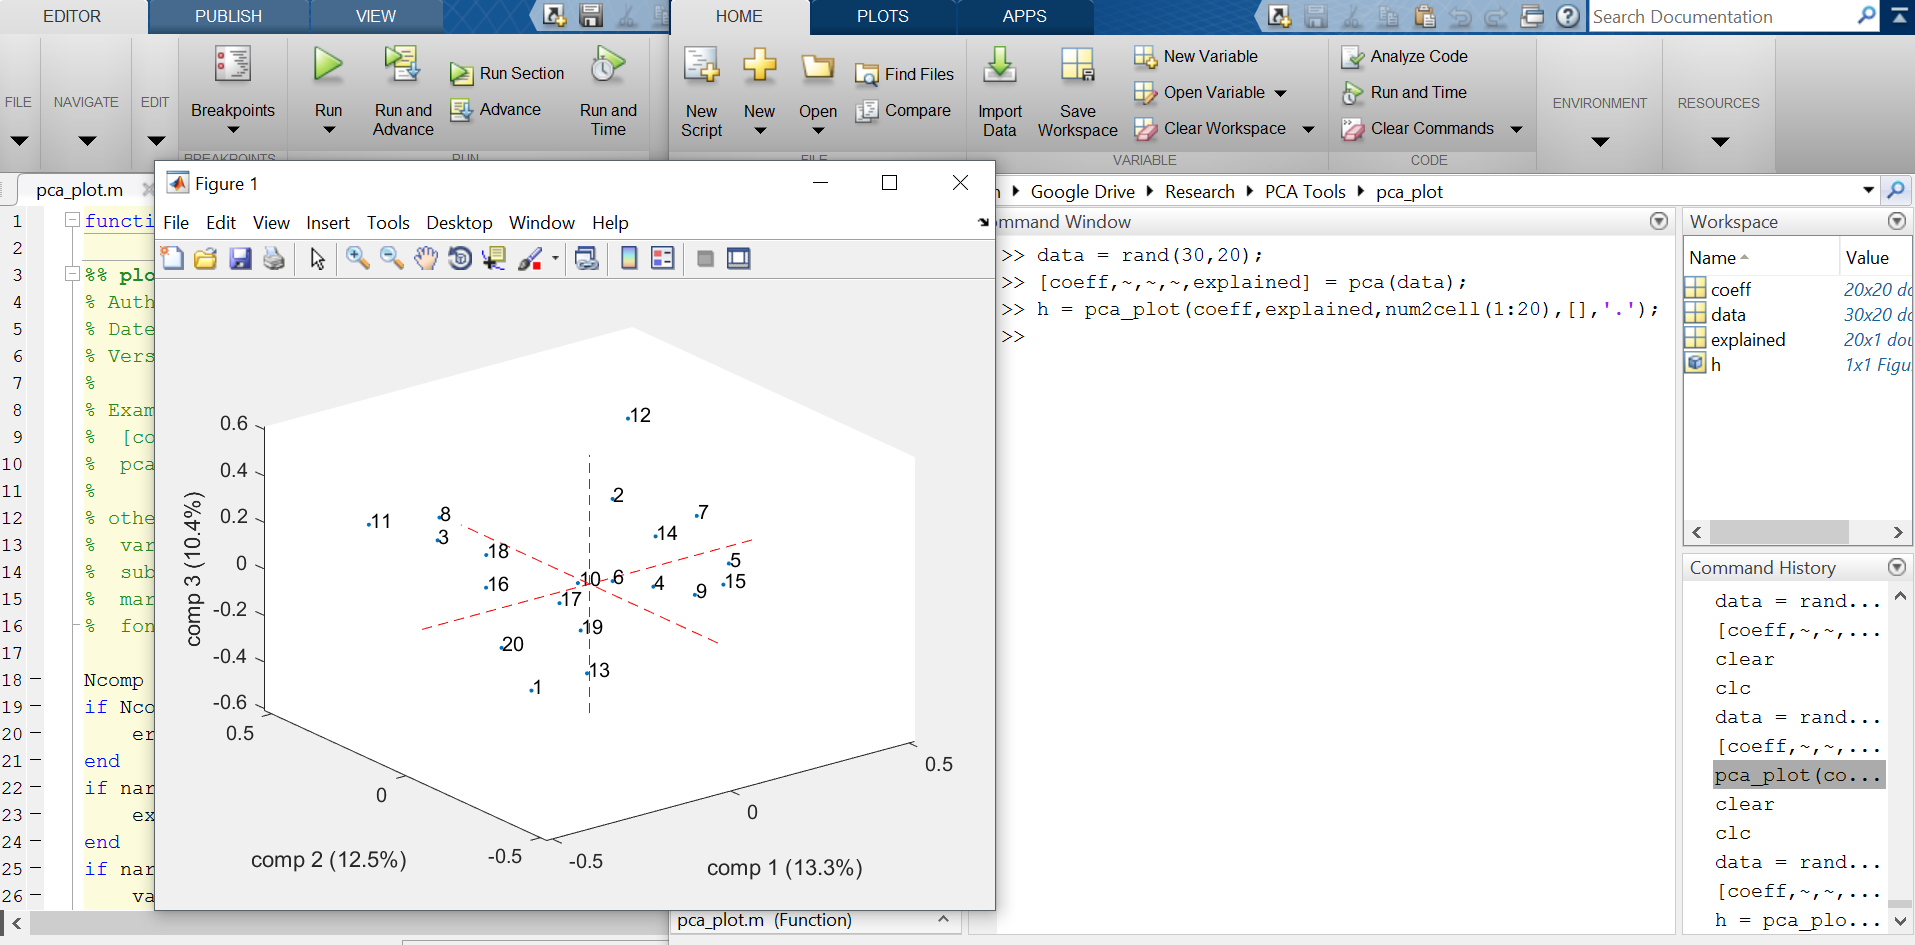 EDITOR PUBLISH VIEW
HOME PLOTS APPS
Search Documentation
FILE
NAVIGATE
EDIT
Breakpoints
BREAKPOINTS
Run
Run and
Advance
Run Section
Advance
Run and
Time
RUN
New
Script
New
Open
Find Files
Compare
FILE
Import
Data
Save
Workspace
New Variable
Open Variable
Clear Workspace
VARIABLE
Analyze Code
Run and Time
Clear Commands
CODE
ENVIRONMENT
RESOURCES
pca_plot.m
1 functi
2
3 %% plo
4 % Auth
5 % Date
6 % Vers
7 %
8 % Exam
9 % [co
10 % pca
11 %
12 % othe
13 % var
14 % sub
15 % mar
16 % fon
17
18 Ncomp
19 if Nco
20 er
21 end
22 if nar
23 ex
24 end
25 if nar
26 va
Figure 1
File Edit View Insert Tools Desktop Window Help
12
2
7
11
8
3
14
18
5
10
6
16
4
15
9
17
19
20
13
1
0.6
0.4
0.2
0
-0.2
-0.4
-0.6
comp 3 (10.4%)
0.5
0
-0.5
comp 2 (12.5%)
-0.5
0
0.5
comp 1 (13.3%)
pca_plot.m (Function)
n Google Drive Research PCA Tools pca_plot
ommand Window
>> data = rand(30,20);
>> [coeff,~,~,~,explained] = pca(data);
>> h = pca_plot(coeff,explained,num2cell(1:20),[],'.');
>>
Workspace
Name Value
coeff 20x20 do
data 30x20 do
explained 20x1 dou
h 1x1 Figu
Command History
data = rand...
[coeff,~,~,...
clear
clc
data = rand...
[coeff,~,~,...
pca_plot(co...
clear
clc
data = rand...
[coeff,~,~,...
h = pca_plo...